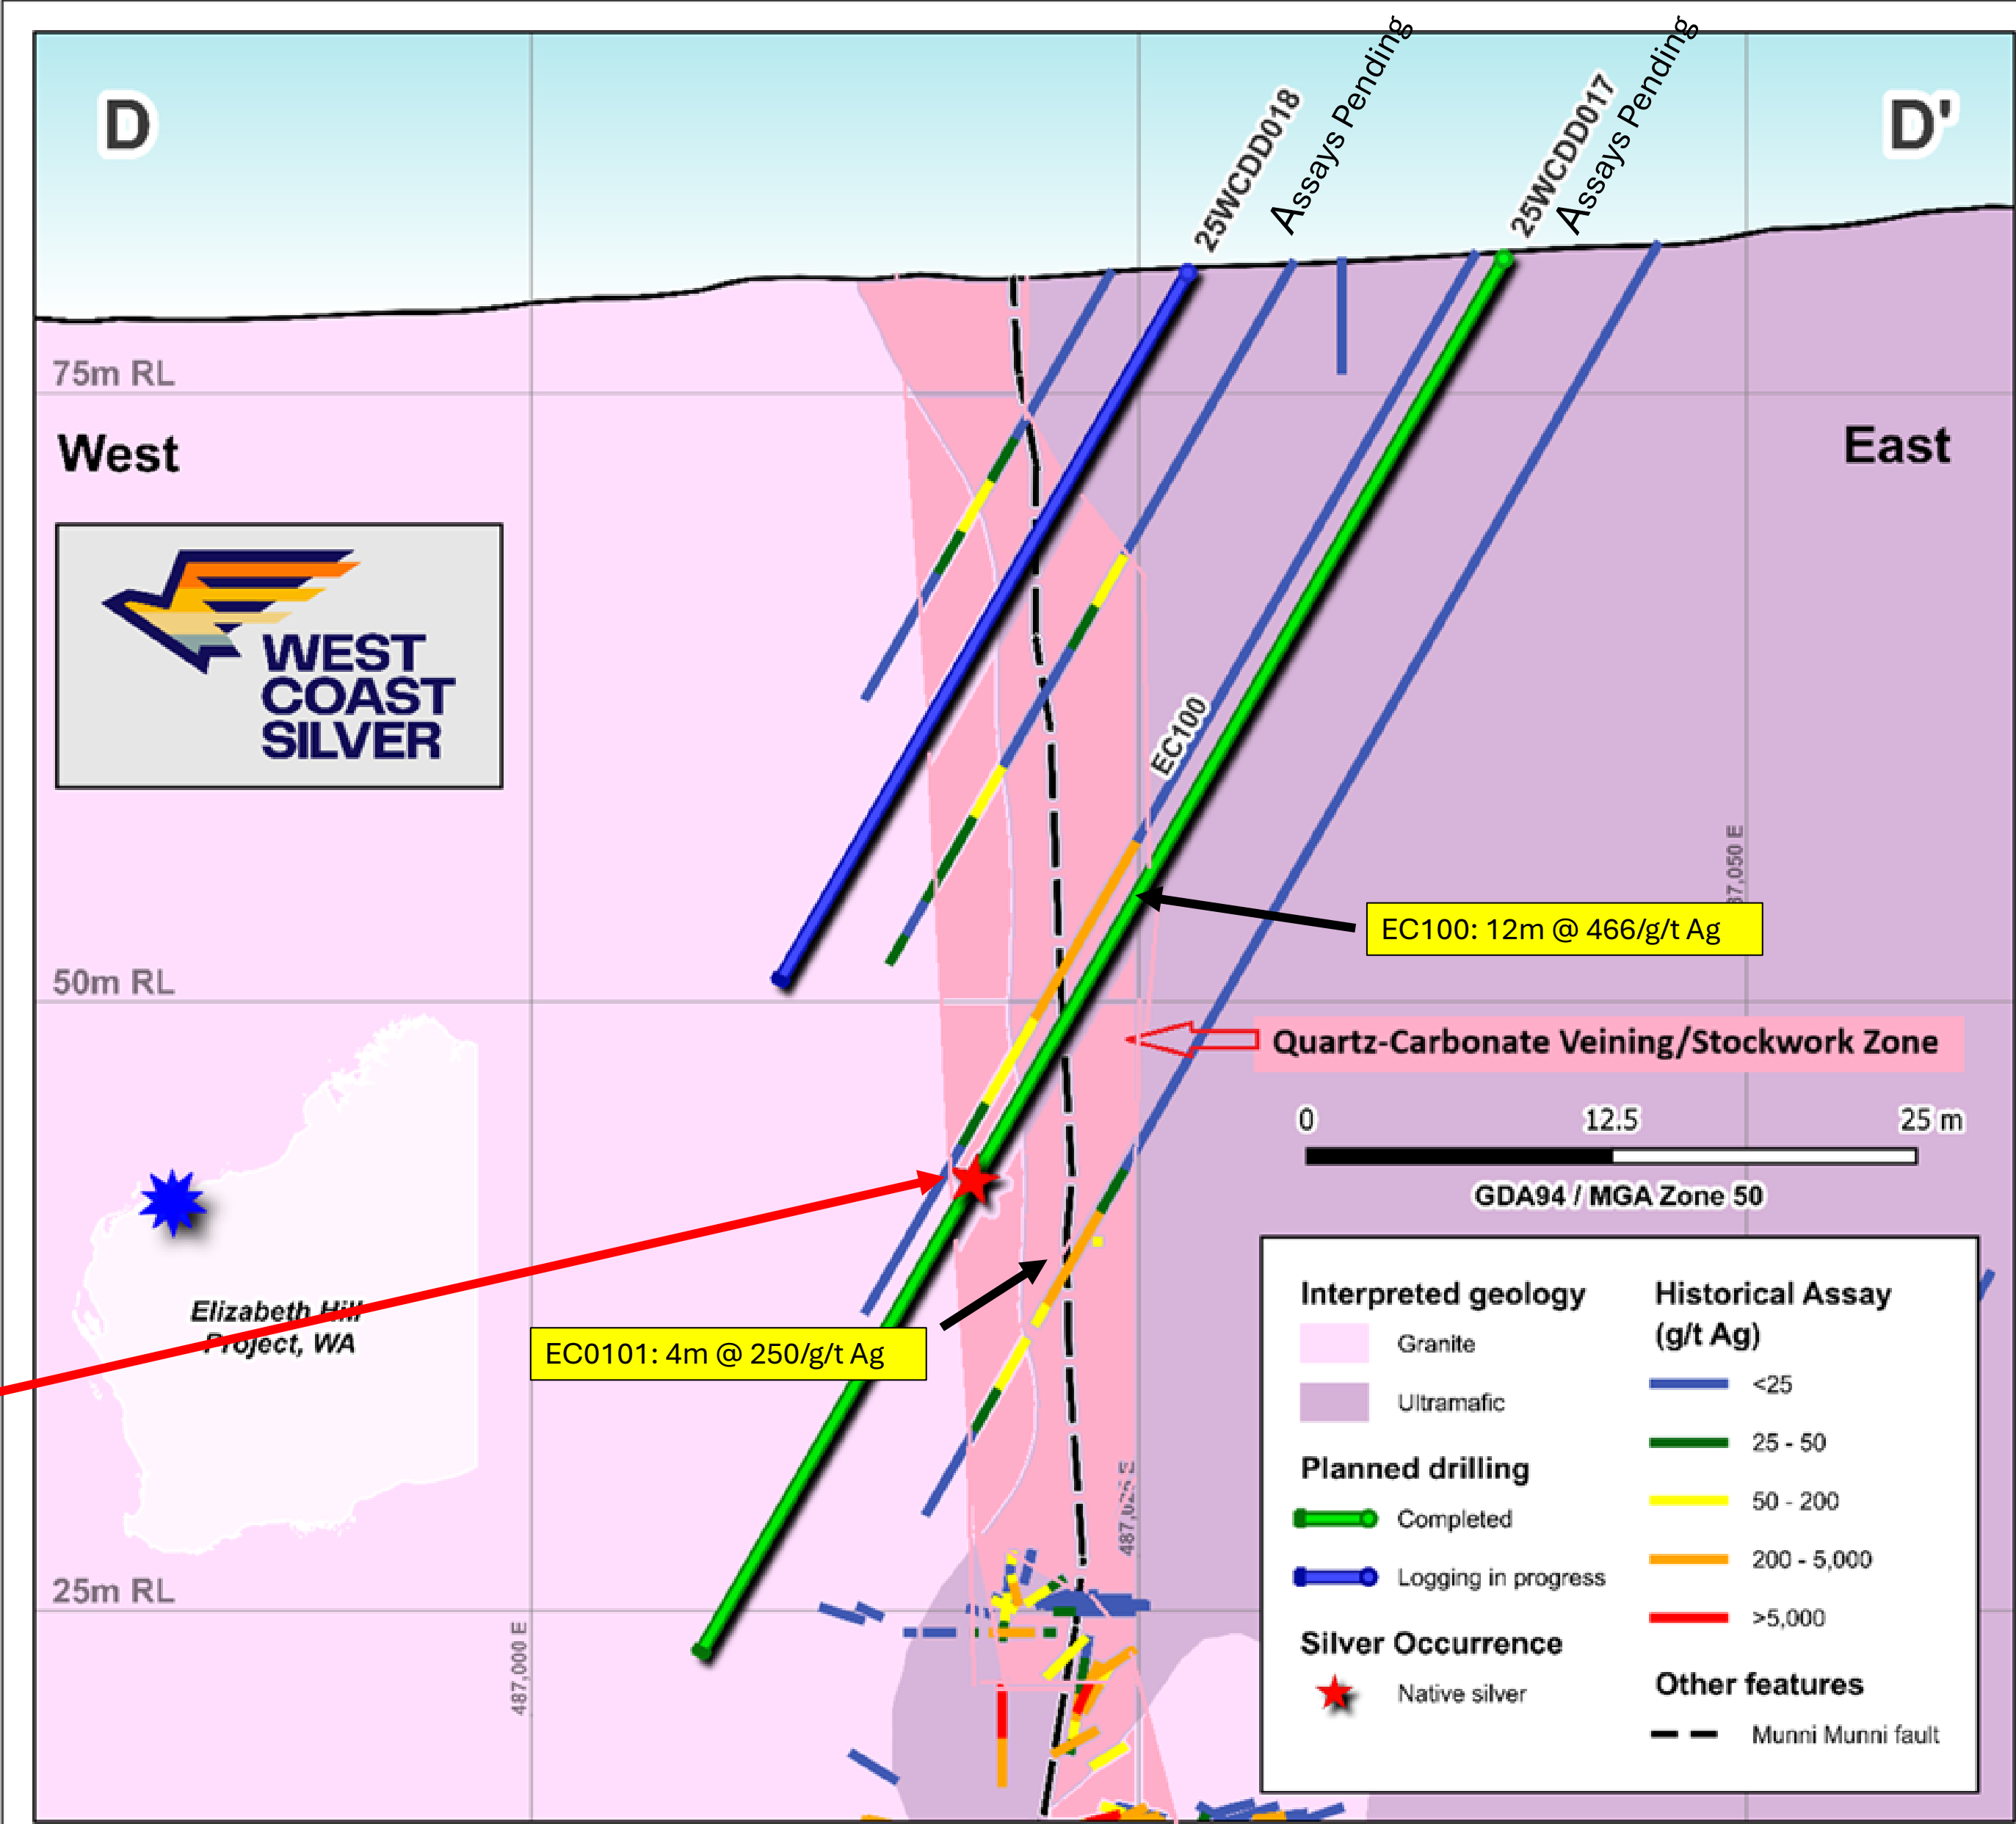 D
D'
25WCDD018
Assays Pending
25WCDD017
Assays Pending
75m RL
West
East
WEST
COAST
SILVER
EC100
87,050 E
EC100: 12m @ 466/g/t Ag
50m RL
Quartz-Carbonate Veining/Stockwork Zone
0 12.5 25 m
GDA94 / MGA Zone 50
Elizabeth Hill
Project, WA
EC0101: 4m @ 250/g/t Ag
Interpreted geology
Granite
Ultramafic
Planned drilling
Completed
Logging in progress
Silver Occurrence
Native silver
Historical Assay
(g/t Ag)
<25
25 - 50
50 - 200
200 - 5,000
>5,000
Other features
Munni Munni fault
487,025 E
25m RL
487,000 E